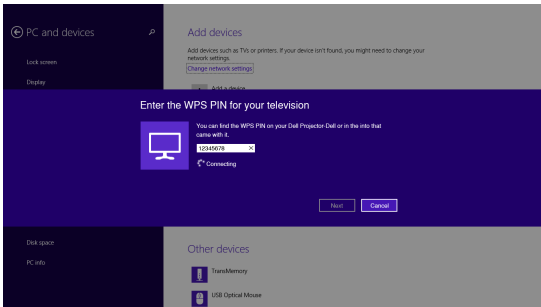 PC and devices
Lock screen
Display
Disk space
PC info
Add devices
Add devices such as TVs or printers. If your device isn't found, you might need to change your
network settings.
Change network settings
Add a device
Enter the WPS PIN for your television
You can find the WPS PIN on your Dell Projector-Dell or in the into that
came with it.
12345678 ×
Connecting
Next Cancel
Other devices
TransMemory
USB Optical Mouse